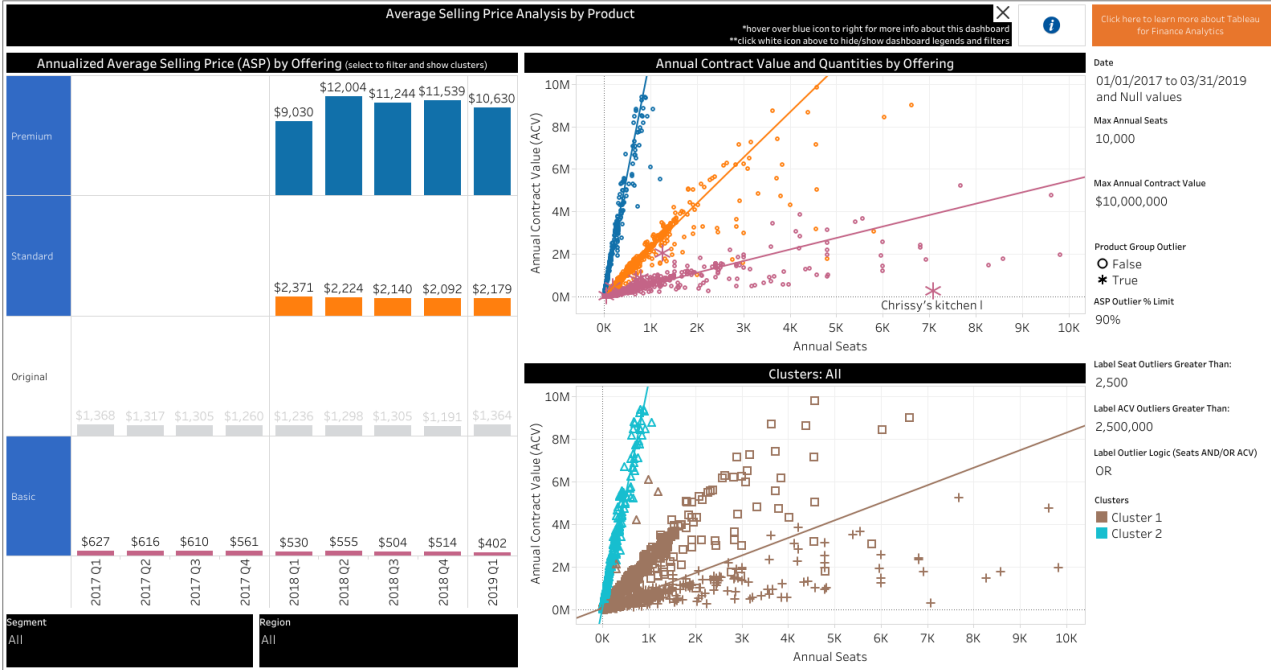 Average Selling Price Analysis by Product
*hover over blue icon to right for more info about this dashboard
**click white icon above to hide/show dashboard legends and filters
Click here to learn more about Tableau
for Finance Analytics
Annualized Average Selling Price (ASP) by Offering (select to filter and show clusters)
Premium
$9,030
$12,004
$11,244
$11,539
$10,630
Standard
$2,371
$2,224
$2,140
$2,092
$2,179
Original
$1,368
$1,317
$1,305
$1,260
$1,236
$1,298
$1,305
$1,191
$1,364
Basic
$627
$616
$610
$561
$530
$555
$504
$514
$402
2017 Q1
2017 Q2
2017 Q3
2017 Q4
2018 Q1
2018 Q2
2018 Q3
2018 Q4
2019 Q1
Segment
All
Region
All
Annual Contract Value and Quantities by Offering
Annual Contract Value (ACV)
10M
8M
6M
4M
2M
0M
Chrissy's kitchen I
0K
1K
2K
3K
4K
5K
6K
7K
8K
9K
10K
Annual Seats
Clusters: All
Annual Contract Value (ACV)
10M
8M
6M
4M
2M
0M
0K
1K
2K
3K
4K
5K
6K
7K
8K
9K
10K
Annual Seats
Date
01/01/2017 to 03/31/2019
and Null values
Max Annual Seats
10,000
Max Annual Contract Value
$10,000,000
Product Group Outlier
False
True
ASP Outlier % Limit
90%
Label Seat Outliers Greater Than:
2,500
Label ACV Outliers Greater Than:
2,500,000
Label Outlier Logic (Seats AND/OR ACV)
OR
Clusters
Cluster 1
Cluster 2